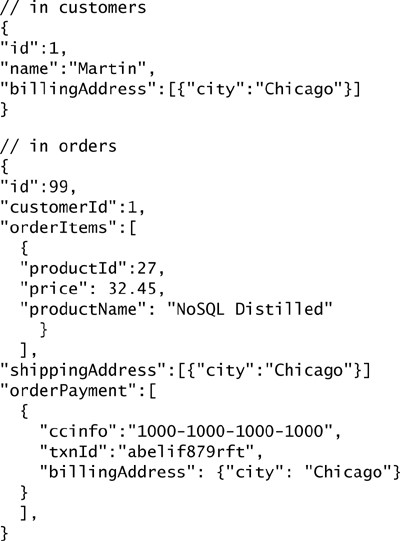 // in customers
{
"id":1,
"name":"Martin",
"billingAddress":[{"city":"Chicago"}]
}
// in orders
{
"id":99,
"customerId":1,
"orderItems":[
{
"productId":27,
"price": 32.45,
"productName": "NoSQL Distilled"
}
],
"shippingAddress":[{"city":"Chicago"}]
"orderPayment":[
{
"ccinfo":"1000-1000-1000-1000",
"txnId":"abelif879rft",
"billingAddress": {"city": "Chicago"}
}
],
}